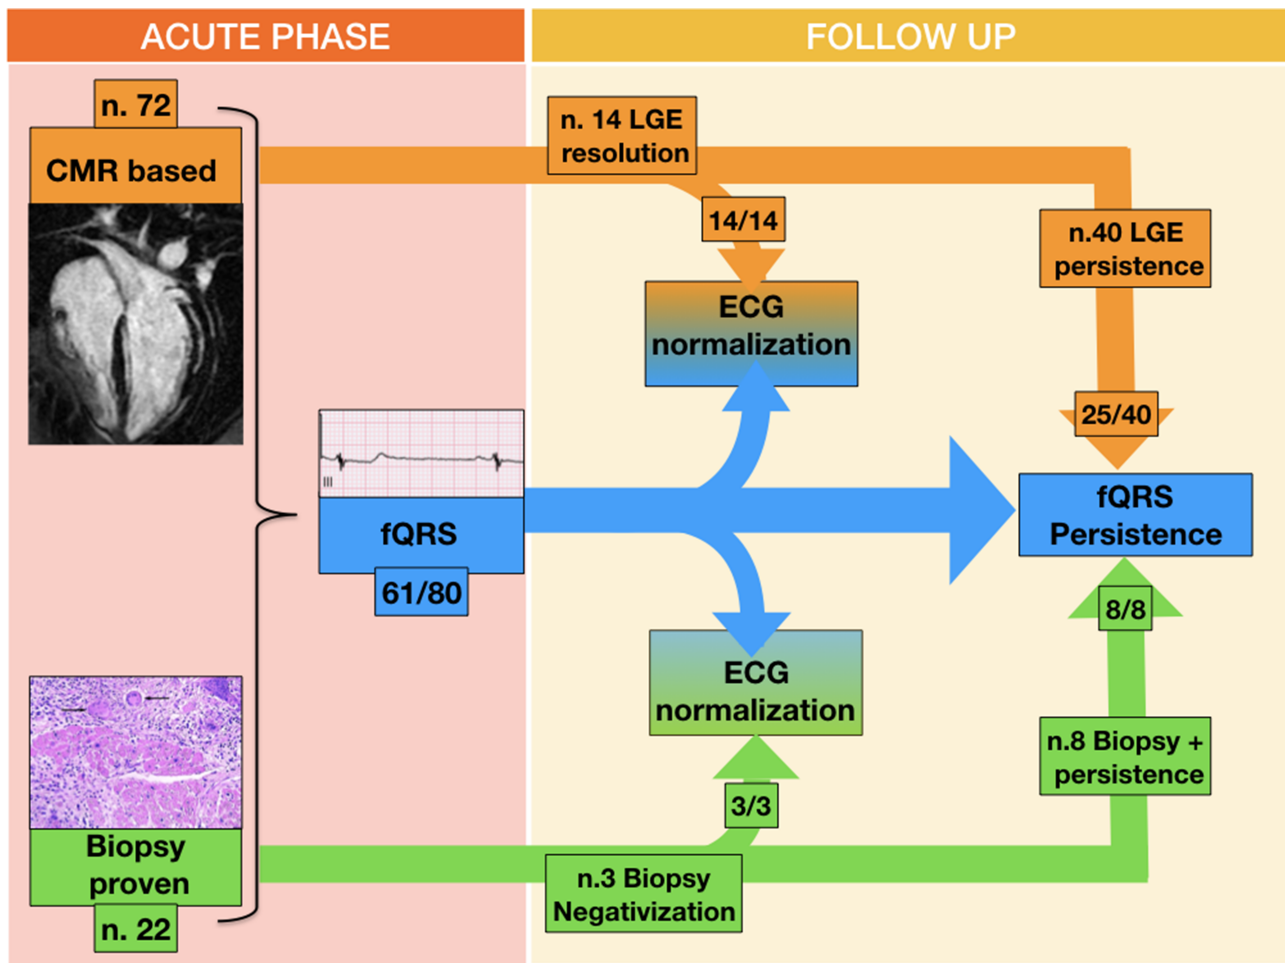 ACUTE PHASE
FOLLOW UP
n. 72
CMR based
n. 14 LGE
resolution
14/14
ECG
normalization
n.40 LGE
persistence
25/40
III
fQRS
61/80
fQRS
Persistence
8/8
ECG
normalization
n.8 Biopsy +
persistence
3/3
Biopsy
proven
n. 22
n.3 Biopsy
Negativization